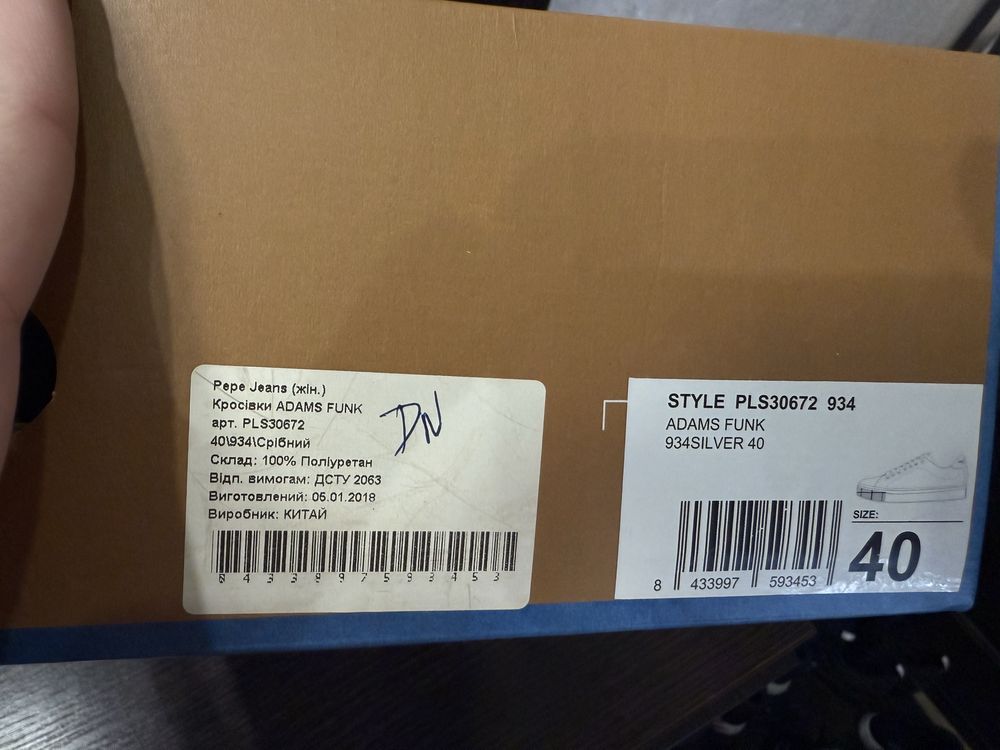 Pepe Jeans (жін.)
Кросівки ADAMS FUNK
арт. PLS30672
40\934\Срібний
Склад: 100% Поліуретан
Відп. вимогам: ДСТУ 2063
Виготовлений: 05.01.2018
Виробник: КИТАЙ
8433997593453
DN
STYLE PLS30672 934
ADAMS FUNK
934SILVER 40
SIZE:
40
8 433997 593453